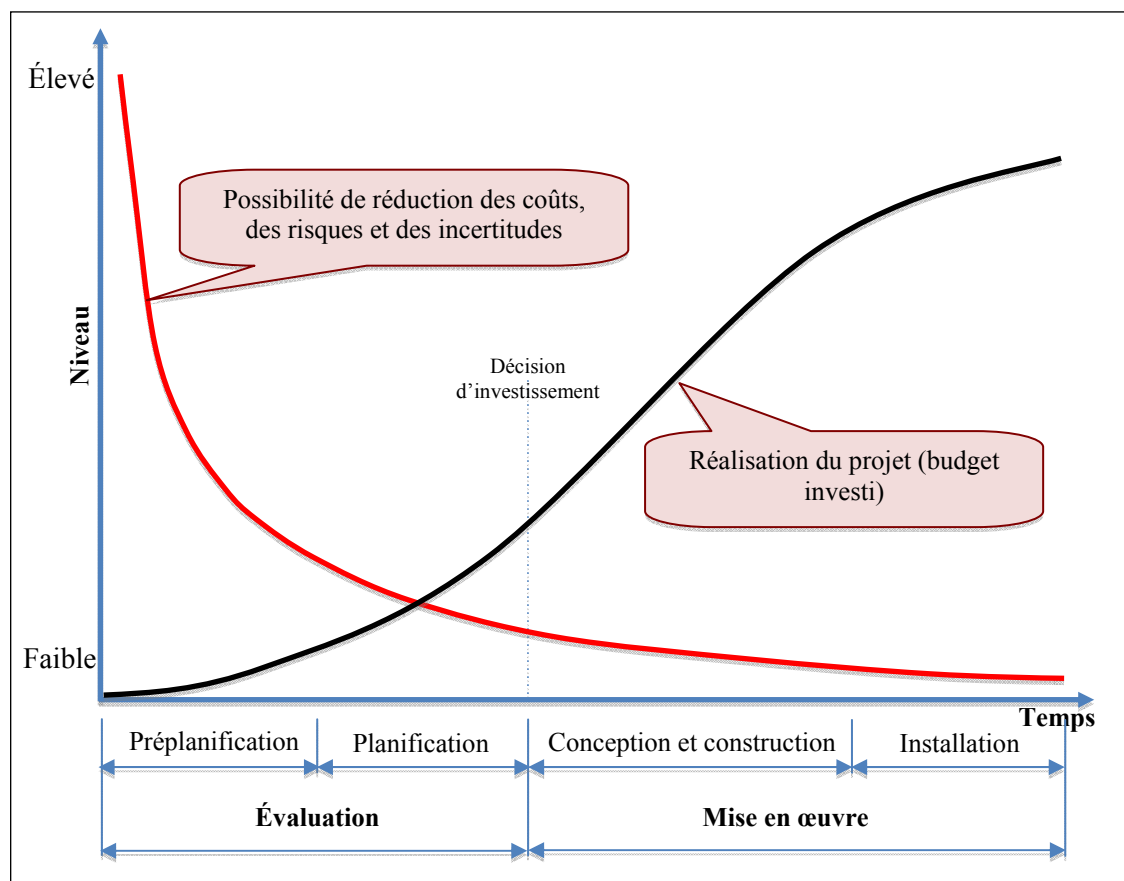 Élevé
Possibilité de réduction des coûts,
des risques et des incertitudes
Niveau
Décision
d’investissement
Réalisation du projet (budget
investi)
Faible
Temps
Préplanification
Planification
Conception et construction
Installation
Évaluation
Mise en œuvre